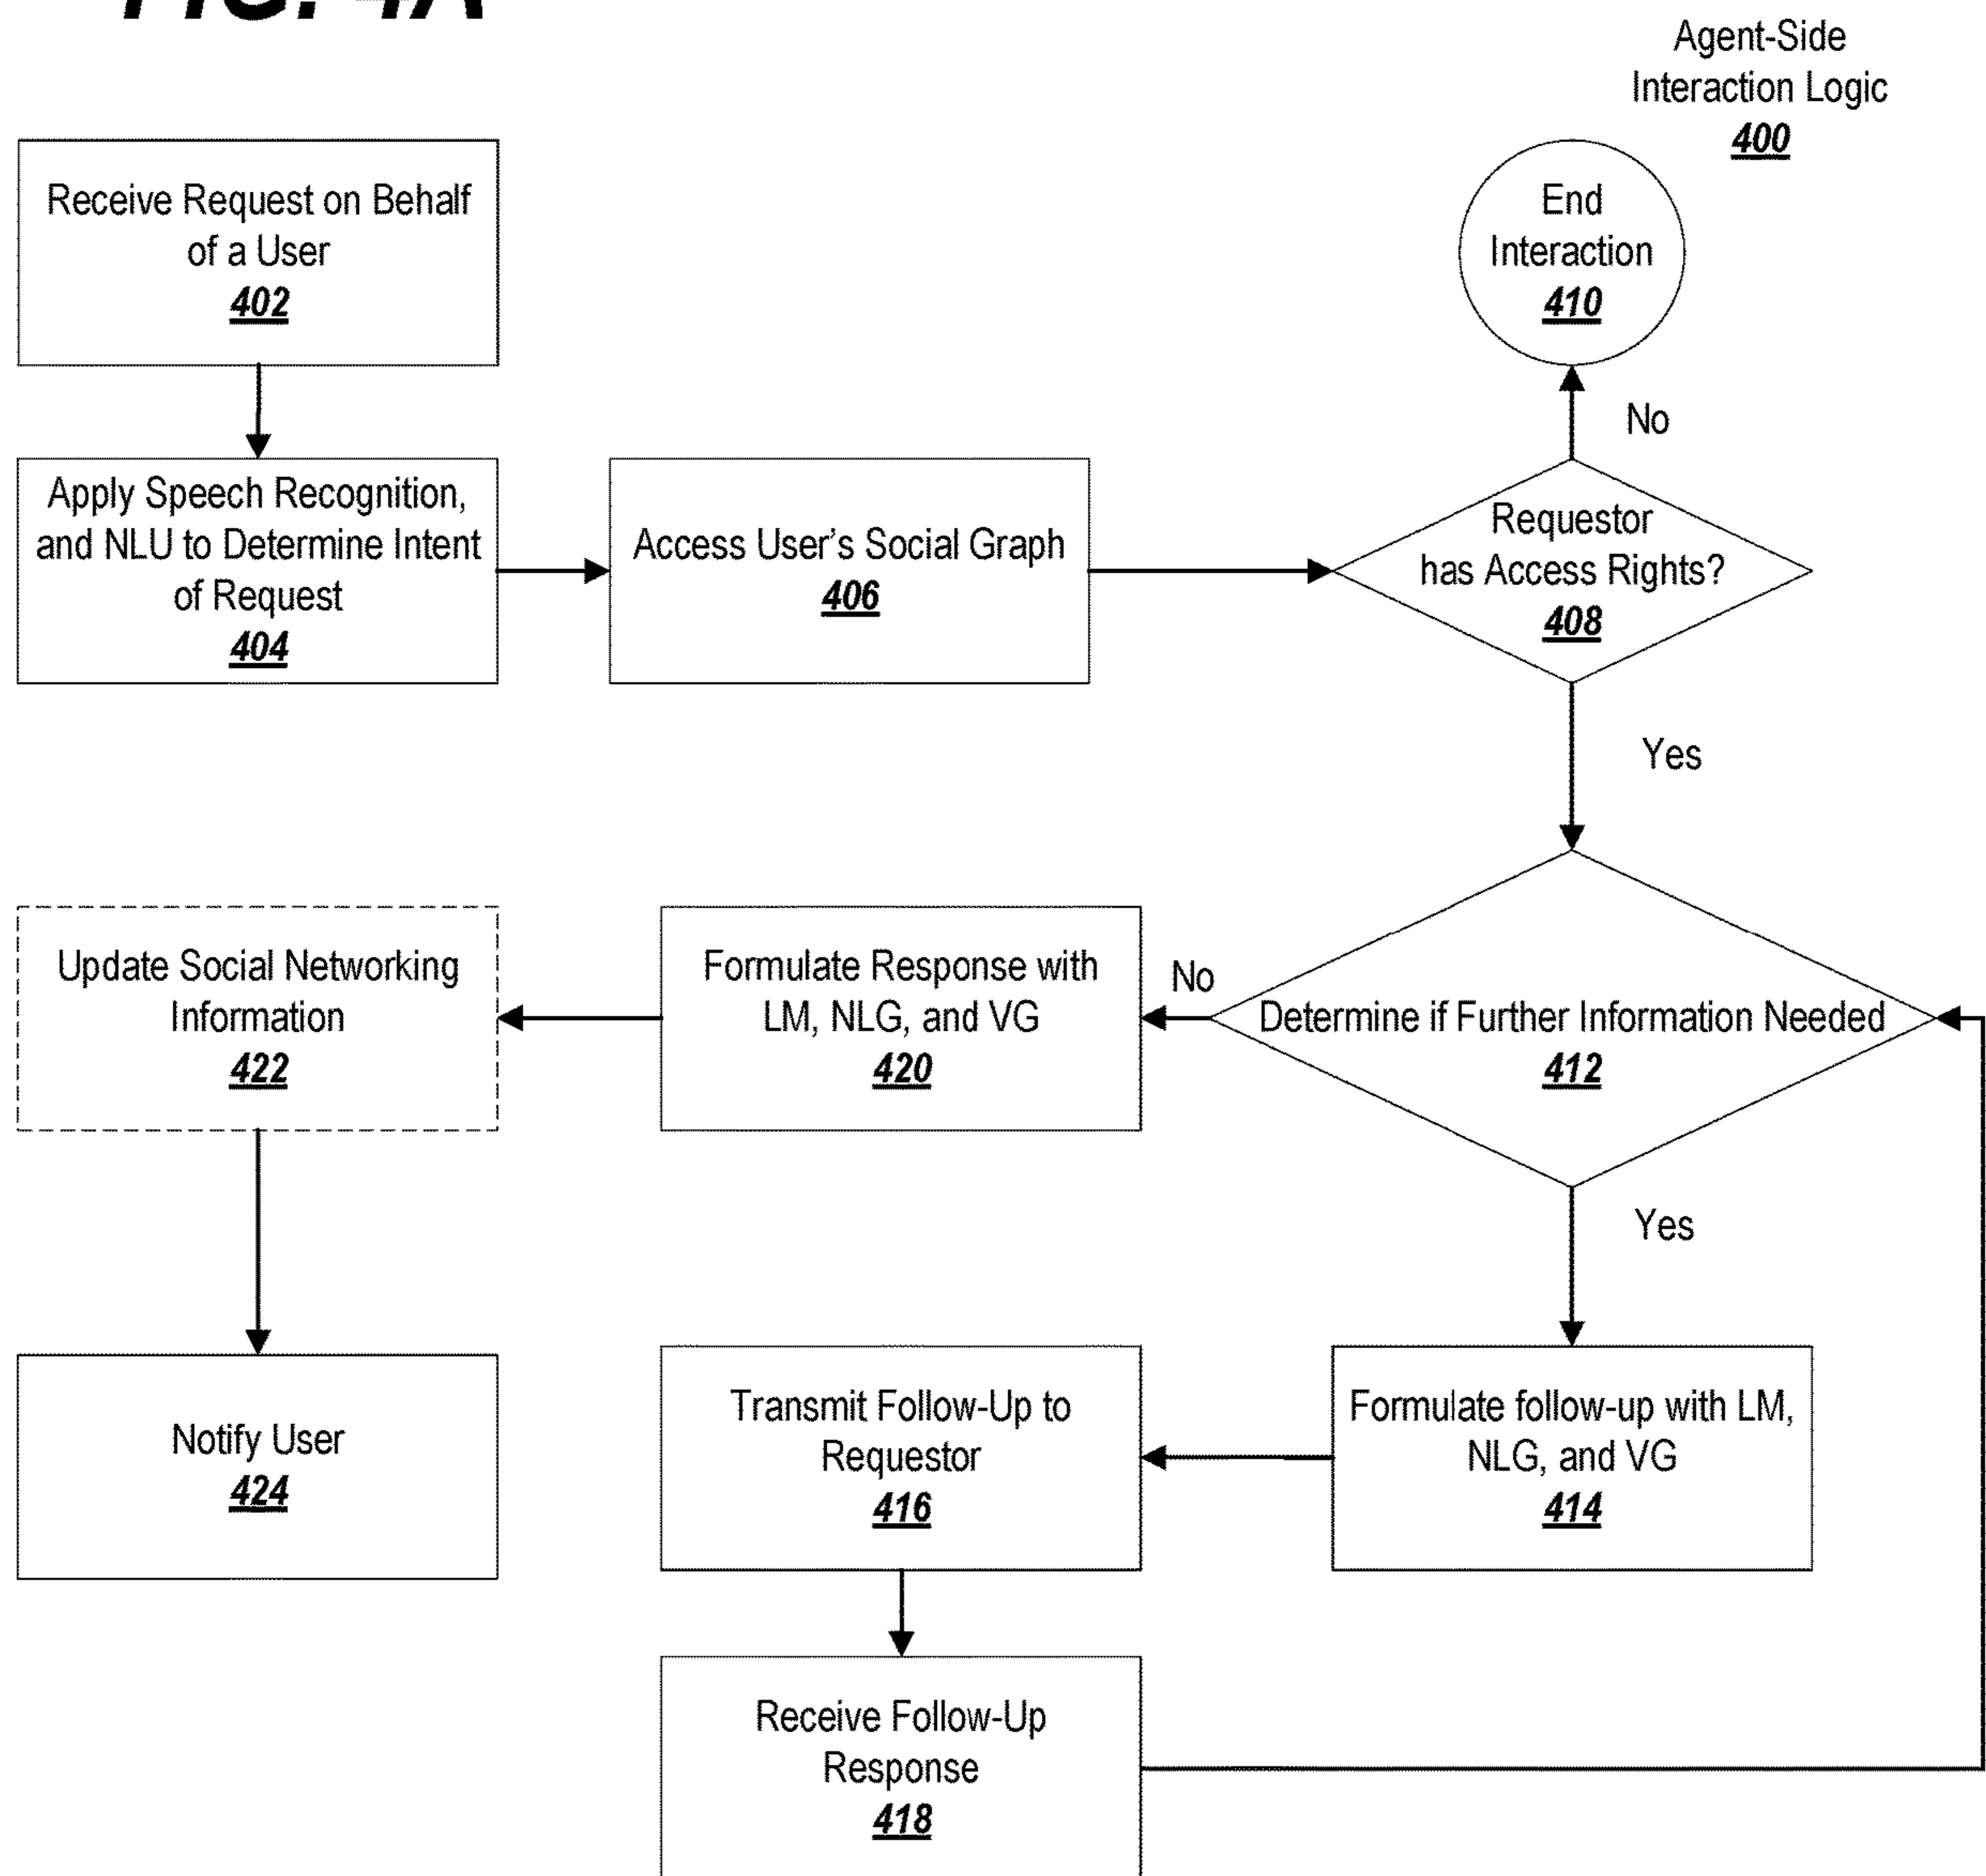 FIG. 4A
Agent-Side
Interaction Logic
400
Receive Request on Behalf
of a User
402
End
Interaction
410
No
Apply Speech Recognition,
and NLU to Determine Intent
of Request
404
Access User's Social Graph
406
Requestor
has Access Rights?
408
Yes
Update Social Networking
Information
422
Formulate Response with
LM, NLG, and VG
420
No
Determine if Further Information Needed
412
Yes
Notify User
424
Transmit Follow-Up to
Requestor
416
Formulate follow-up with LM,
NLG, and VG
414
Receive Follow-Up
Response
418